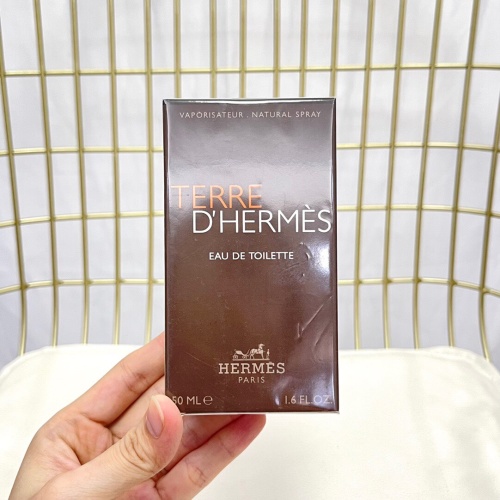 VAPORISATEUR . NATURAL SPRAY
TERRE
D'HERMÈS
EAU DE TOILETTE
HERMÈS
PARIS
50 ML ℮ 1.6 FL.OZ.